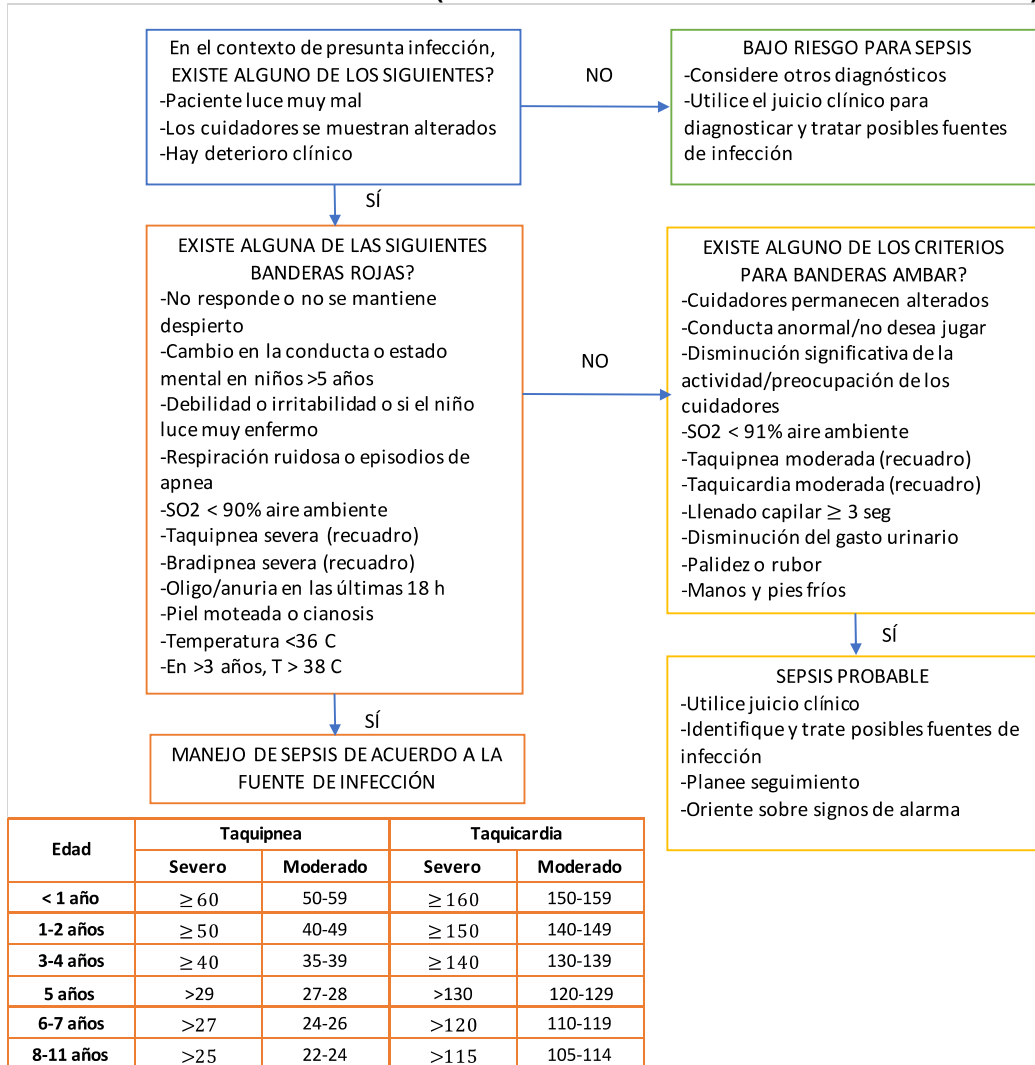 En el contexto de presunta infección,
EXISTE ALGUNO DE LOS SIGUIENTES?
-Paciente luce muy mal
-Los cuidadores se muestran alterados
-Hay deterioro clínico
NO
BAJO RIESGO PARA SEPSIS
-Considere otros diagnósticos
-Utilice el juicio clínico para
diagnosticar y tratar posibles fuentes
de infección
SÍ
EXISTE ALGUNA DE LAS SIGUIENTES
BANDERAS ROJAS?
-No responde o no se mantiene
despierto
-Cambio en la conducta o estado
mental en niños >5 años
-Debilidad o irritabilidad o si el niño
luce muy enfermo
-Respiración ruidosa o episodios de
apnea
-SO2 < 90% aire ambiente
-Taquipnea severa (recuadro)
-Bradipnea severa (recuadro)
-Oligo/anuria en las últimas 18 h
-Piel moteada o cianosis
-Temperatura <36 C
-En >3 años, T > 38 C
NO
EXISTE ALGUNO DE LOS CRITERIOS
PARA BANDERAS AMBAR?
-Cuidadores permanecen alterados
-Conducta anormal/no desea jugar
-Disminución significativa de la
actividad/preocupación de los
cuidadores
-SO2 < 91% aire ambiente
-Taquipnea moderada (recuadro)
-Taquicardia moderada (recuadro)
-Llenado capilar ≥ 3 seg
-Disminución del gasto urinario
-Palidez o rubor
-Manos y pies fríos
SÍ
SEPSIS PROBABLE
-Utilice juicio clínico
-Identifique y trate posibles fuentes de
infección
-Planee seguimiento
-Oriente sobre signos de alarma
SÍ
MANEJO DE SEPSIS DE ACUERDO A LA
FUENTE DE INFECCIÓN
Edad Taquipnea Taquicardia
Severo Moderado Severo Moderado
< 1 año ≥ 60 50-59 ≥ 160 150-159
1-2 años ≥ 50 40-49 ≥ 150 140-149
3-4 años ≥ 40 35-39 ≥ 140 130-139
5 años >29 27-28 >130 120-129
6-7 años >27 24-26 >120 110-119
8-11 años >25 22-24 >115 105-114